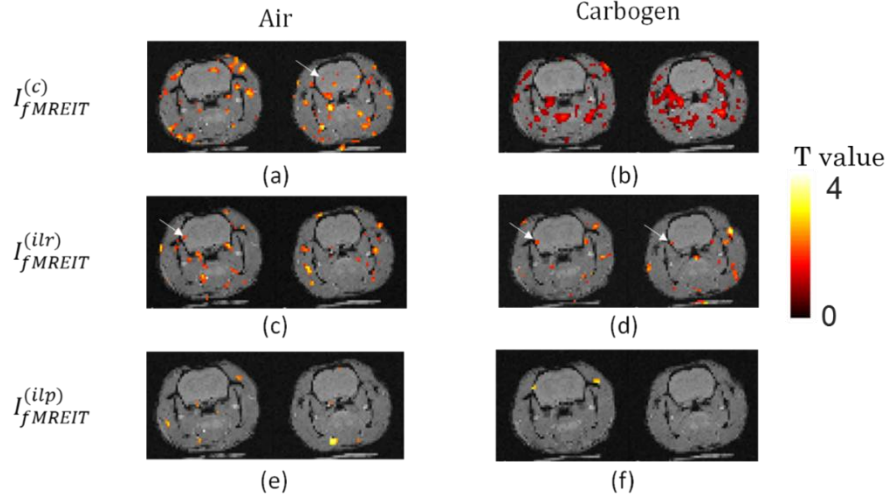 Air Carbogen
I_{fMREIT}^{(c)}
(a) (b)
T value
4
I_{fMREIT}^{(ilr)}
(c) (d)
0
I_{fMREIT}^{(ilp)}
(e) (f)